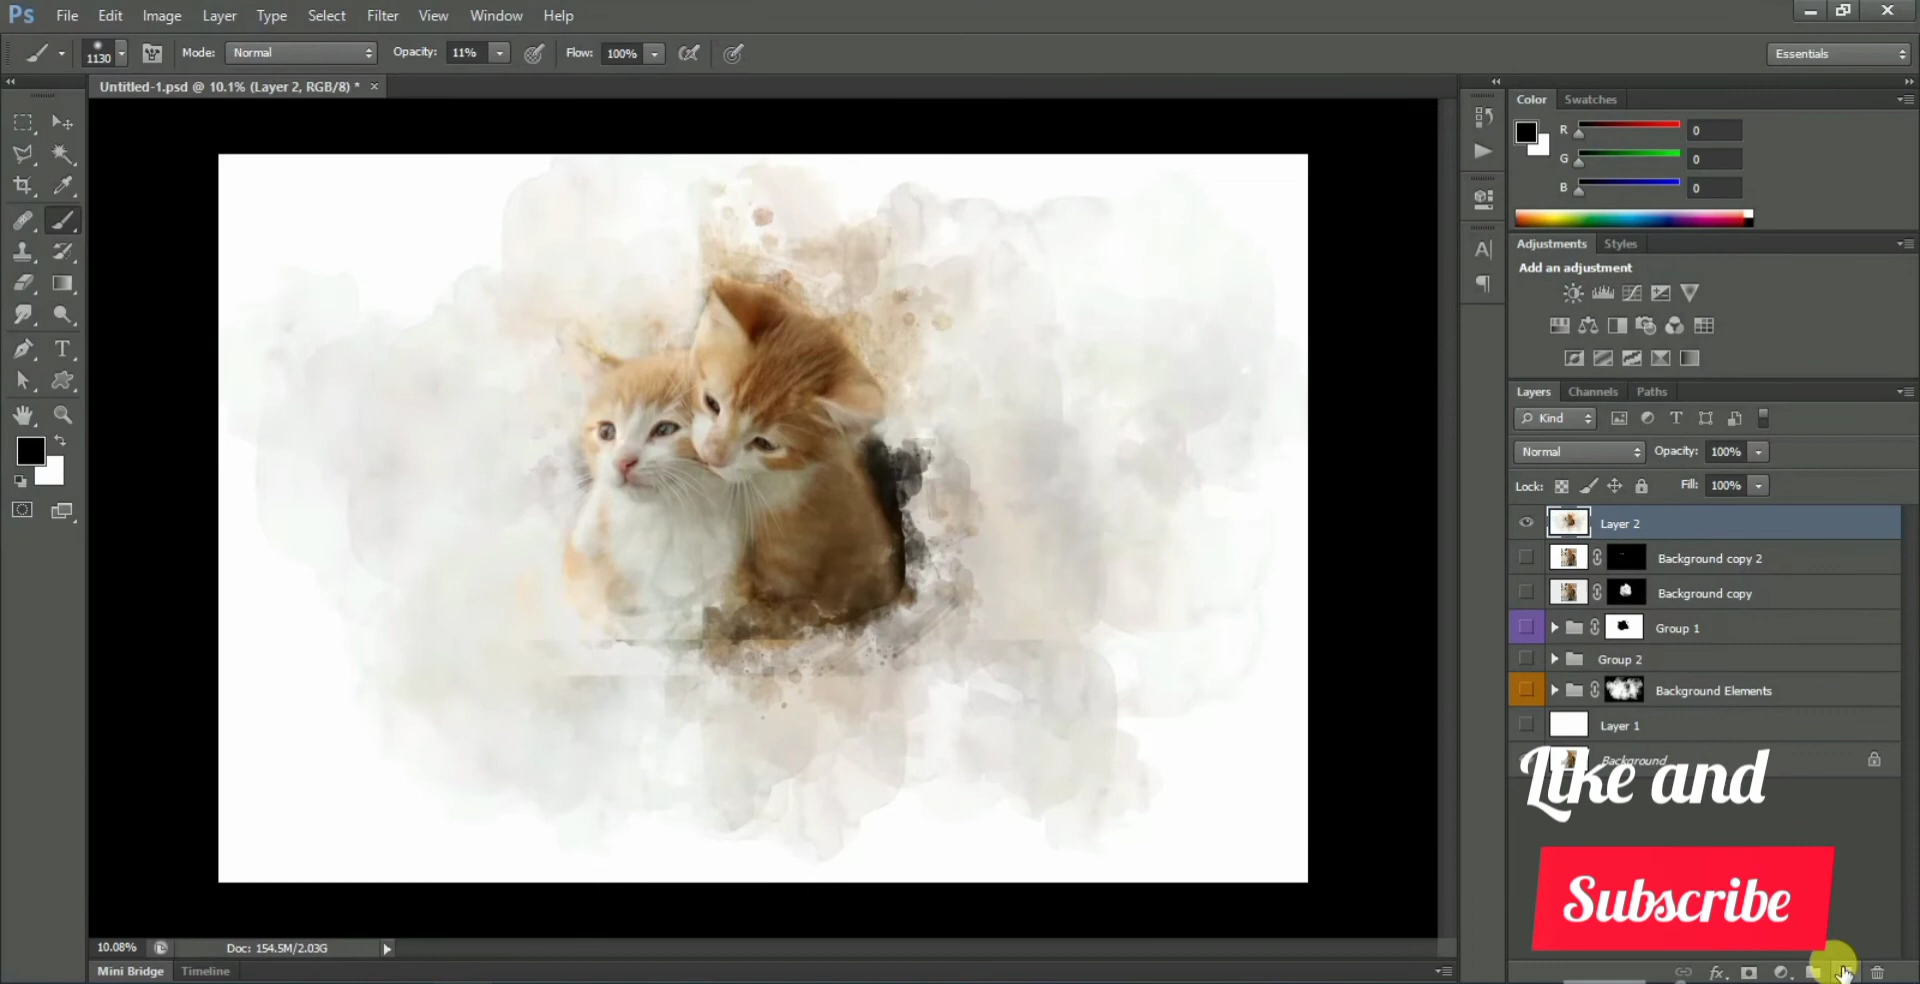 Ps File Edit Image Layer Type Select Filter View Window Help
1130 Mode: Normal Opacity: 11% Flow: 100% Essentials
Untitled-1.psd @ 10.1% (Layer 2, RGB/8) * ×
Color Swatches
R 0
G 0
B 0
Adjustments Styles
Add an adjustment
Layers Channels Paths
Kind
Normal Opacity: 100%
Lock: Fill: 100%
Layer 2
Background copy 2
Background copy
Group 1
Group 2
Background Elements
Layer 1
Background
Like and
Subscribe
10.08% Doc: 154.5M/2.03G
Mini Bridge Timeline
fx